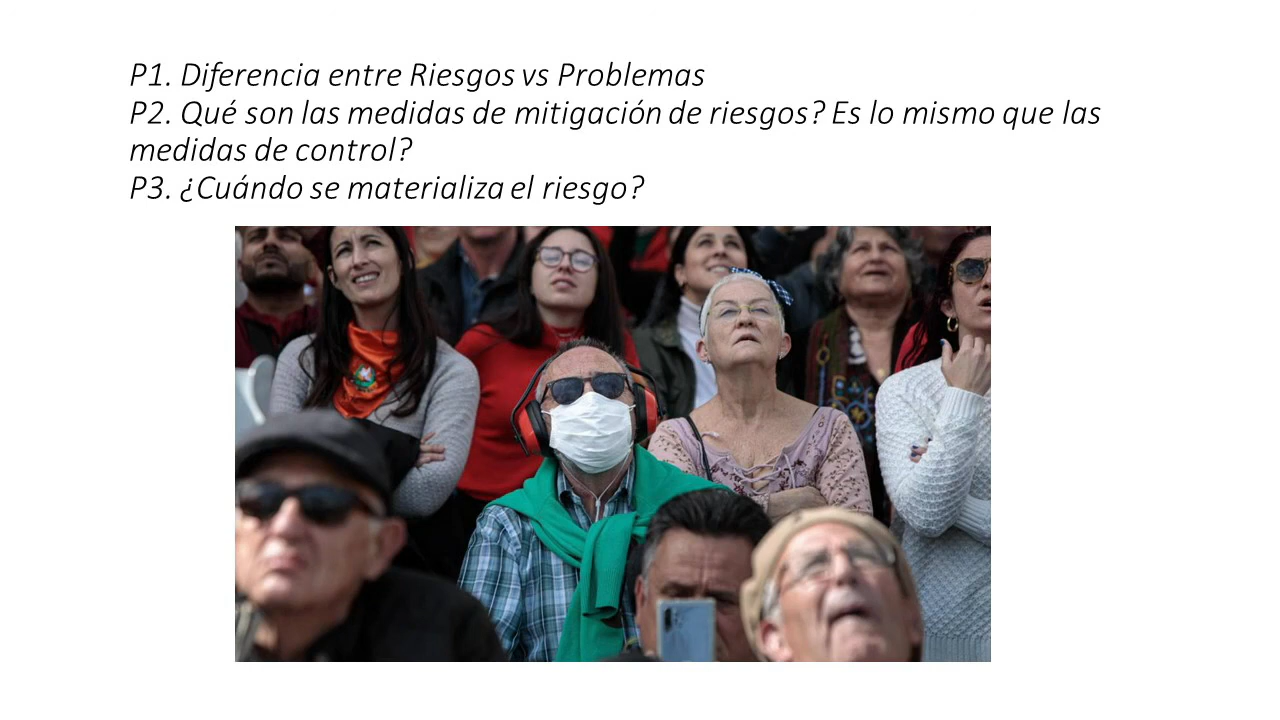 P1. Diferencia entre Riesgos vs Problemas
P2. Qué son las medidas de mitigación de riesgos? Es lo mismo que las
medidas de control?
P3. ¿Cuándo se materializa el riesgo?